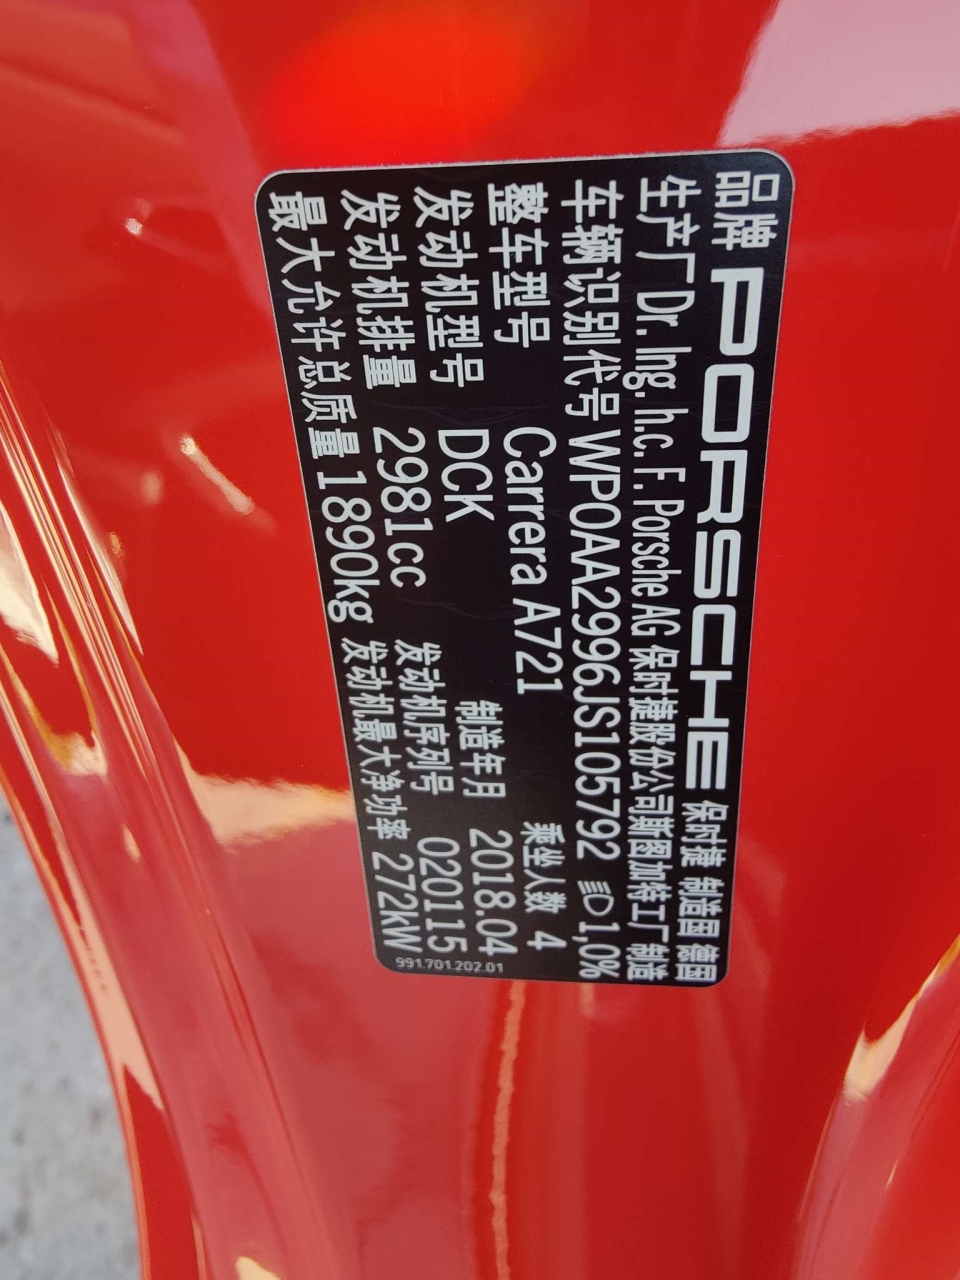 品牌 PORSCHE 保时捷 制造国 德国
生产厂 Dr. Ing. h.c. F. Porsche AG 保时捷股份公司斯图加特工厂 制造
车辆识别代号 WP0AA2996JS105792 1,0%
整车型号 Carrera A721 乘坐人数 4
发动机型号 DCK 制造年月 2018.04
发动机排量 2981cc 发动机序列号 020115
最大允许总质量 1890kg 发动机最大净功率 272kW
991.701.202.01